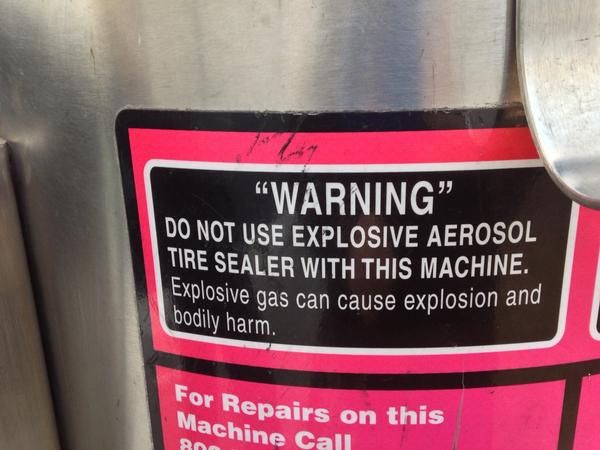 “WARNING”
DO NOT USE EXPLOSIVE AEROSOL
TIRE SEALER WITH THIS MACHINE.
Explosive gas can cause explosion and
bodily harm.
For Repairs on this
Machine Call